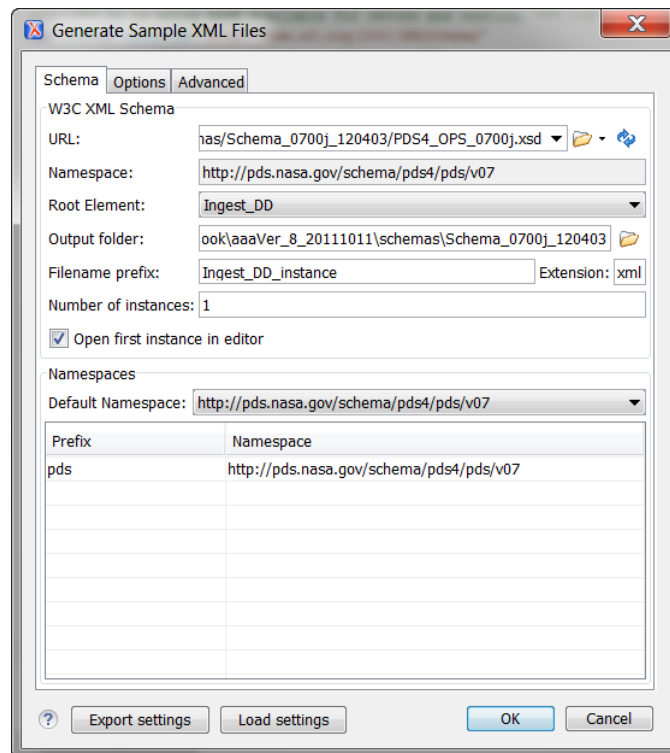 Generate Sample XML Files
Schema Options Advanced
W3C XML Schema
URL: nas/Schema_0700j_120403/PDS4_OPS_0700j.xsd
Namespace: http://pds.nasa.gov/schema/pds4/pds/v07
Root Element: Ingest_DD
Output folder: ook\aaaVer_8_20111011\schemas\Schema_0700j_120403
Filename prefix: Ingest_DD_instance Extension: xml
Number of instances: 1
Open first instance in editor
Namespaces
Default Namespace: http://pds.nasa.gov/schema/pds4/pds/v07
Prefix Namespace
pds http://pds.nasa.gov/schema/pds4/pds/v07
? Export settings Load settings OK Cancel